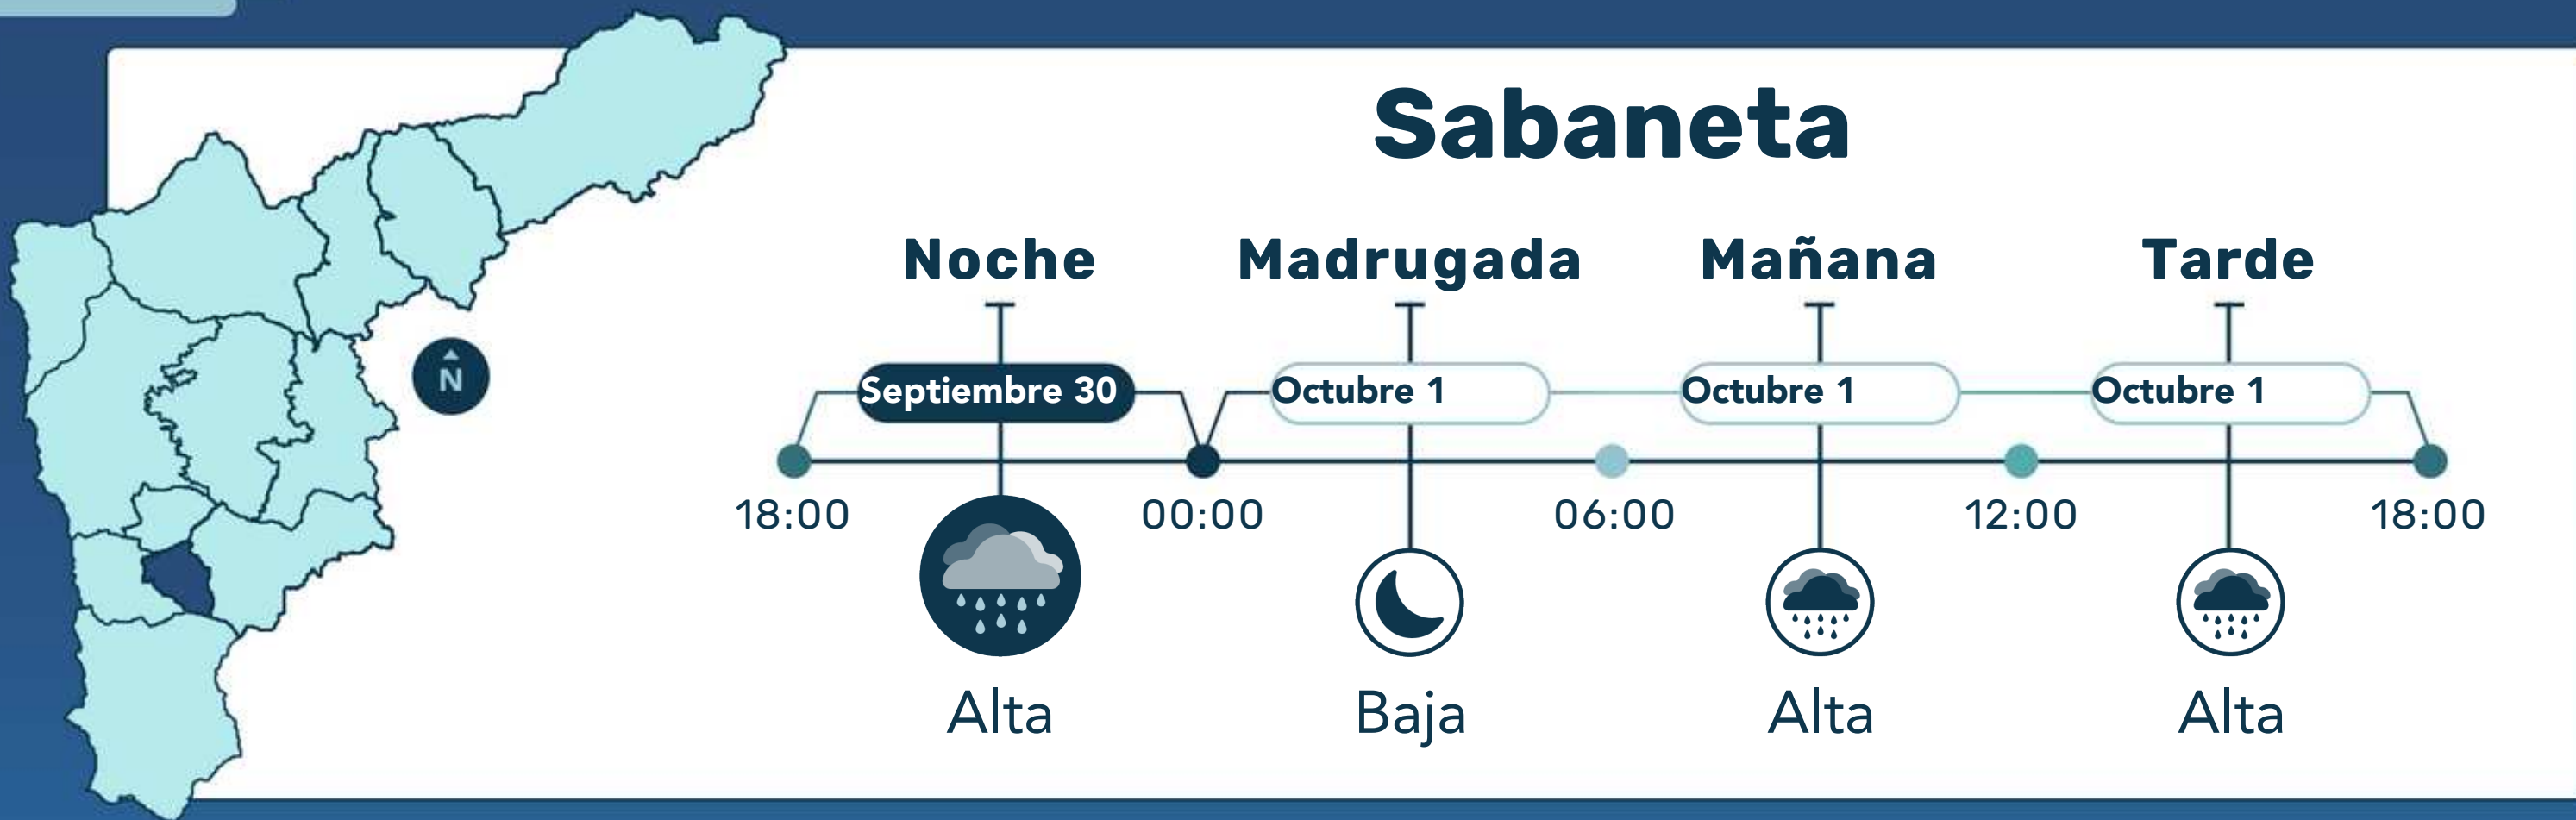 Sabaneta
Noche
Madrugada
Mañana
Tarde
N
Septiembre 30
Octubre 1
Octubre 1
Octubre 1
18:00
00:00
06:00
12:00
18:00
Alta
Baja
Alta
Alta